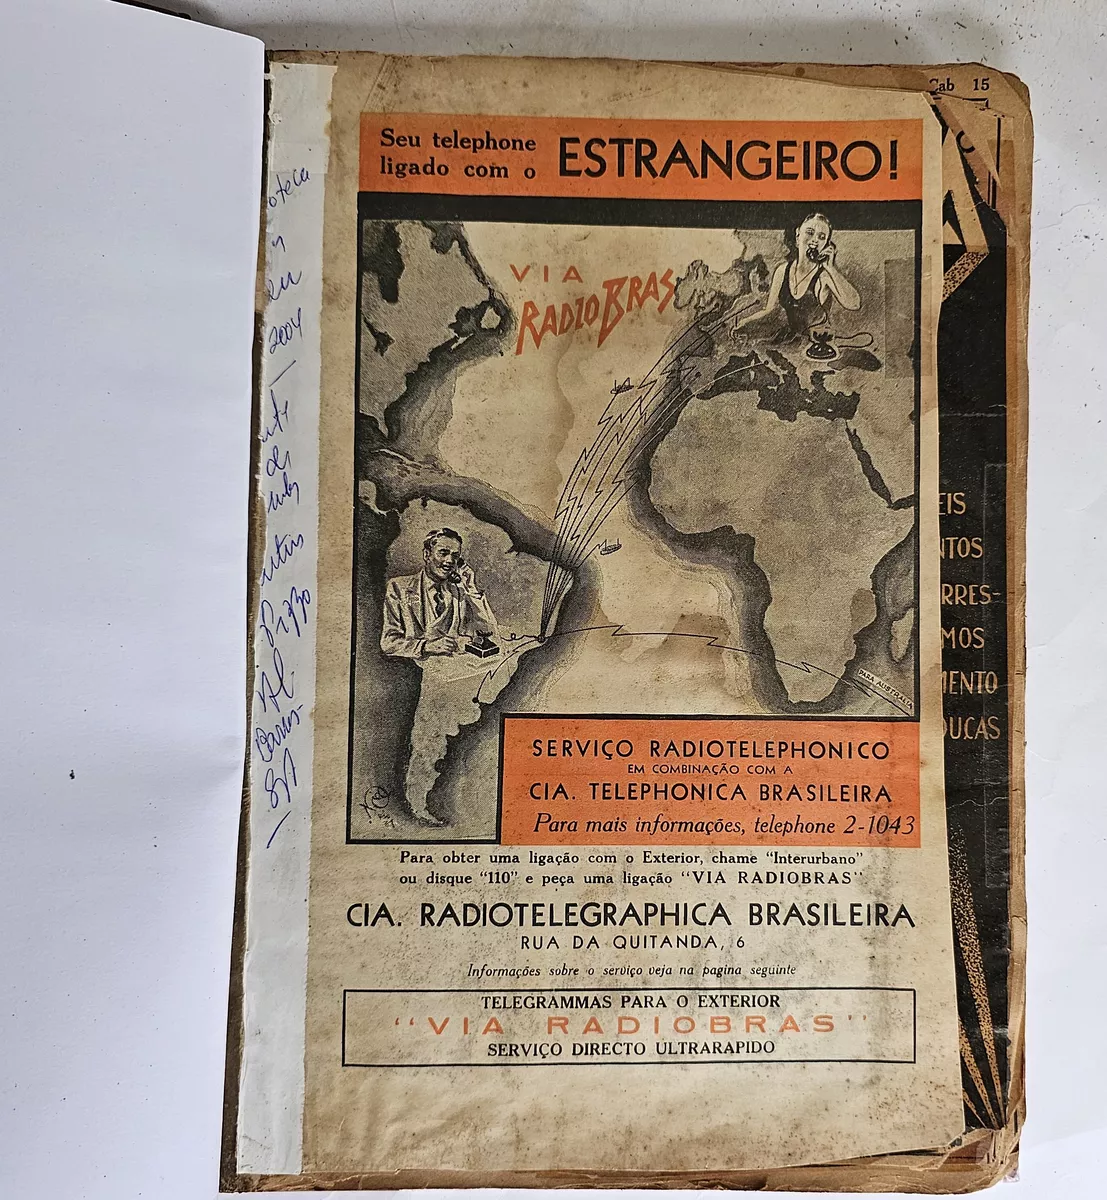 Cab 15
Seu telephone
ligado com o
ESTRANGEIRO!
VIA
RADIOBRAS
PARA AUSTRALIA
SERVIÇO RADIOTELEPHONICO
EM COMBINAÇÃO COM A
CIA. TELEPHONICA BRASILEIRA
Para mais informações, telephone 2-1043
Para obter uma ligação com o Exterior, chame "Interurbano"
ou disque "110" e peça uma ligação "VIA RADIOBRAS"
CIA. RADIOTELEGRAPHICA BRASILEIRA
RUA DA QUITANDA, 6
Informações sobre o serviço veja na pagina seguinte
TELEGRAMMAS PARA O EXTERIOR
"VIA RADIOBRAS"
SERVIÇO DIRECTO ULTRARAPIDO
EIS
NTOS
RRES-
MOS
MENTO
OUCAS
oteca
2004